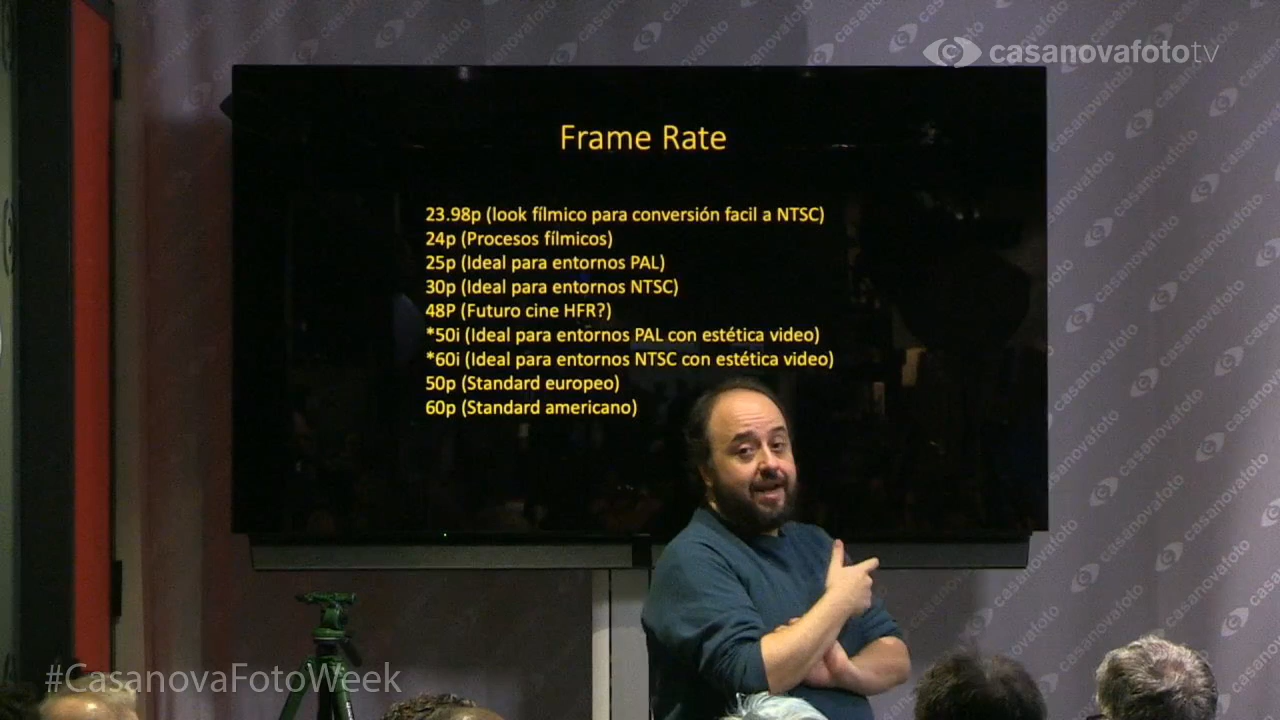 casanovafototv
Frame Rate
23.98p (look fílmico para conversión facil a NTSC)
24p (Procesos fílmicos)
25p (Ideal para entornos PAL)
30p (Ideal para entornos NTSC)
48P (Futuro cine HFR?)
*50i (Ideal para entornos PAL con estética video)
*60i (Ideal para entornos NTSC con estética video)
50p (Standard europeo)
60p (Standard americano)
#CasanovaFotoWeek
casanovafoto